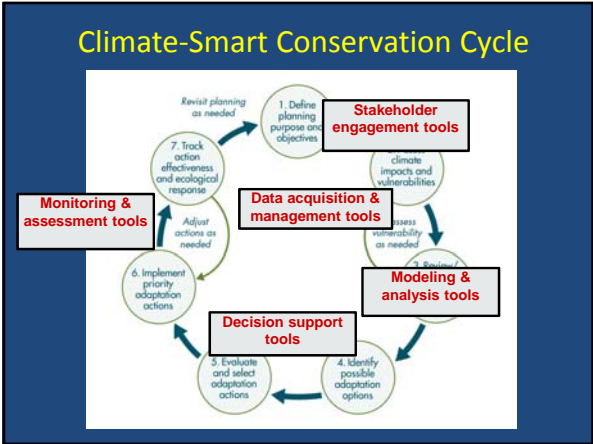 Climate-Smart Conservation Cycle
Revisit planning
as needed
1. Define
planning
purpose and
objectives
Stakeholder
engagement tools
climate
impacts and
vulnerabilities
7. Track
action
effectiveness
and ecological
response
Monitoring &
assessment tools
Data acquisition &
management tools
Adjust
actions as
needed
vulnerability
as needed
Modeling &
analysis tools
6. Implement
priority
adaptation
actions
Decision support
tools
5. Evaluate
and select
adaptation
actions
4. Identify
possible
adaptation
options